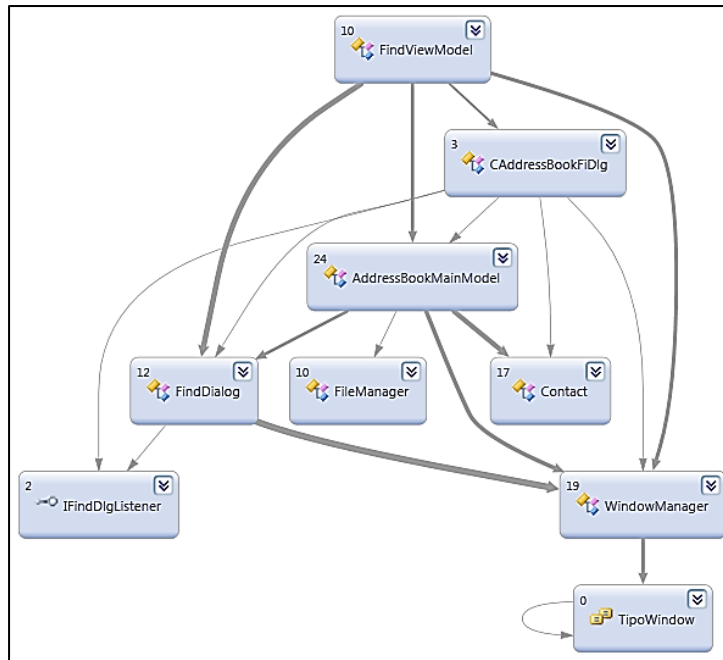 10
FindViewModel
3
CAddressBookFiDlg
24
AddressBookMainModel
12
FindDialog
10
FileManager
17
Contact
2
IFindDlgListener
19
WindowManager
0
TipoWindow